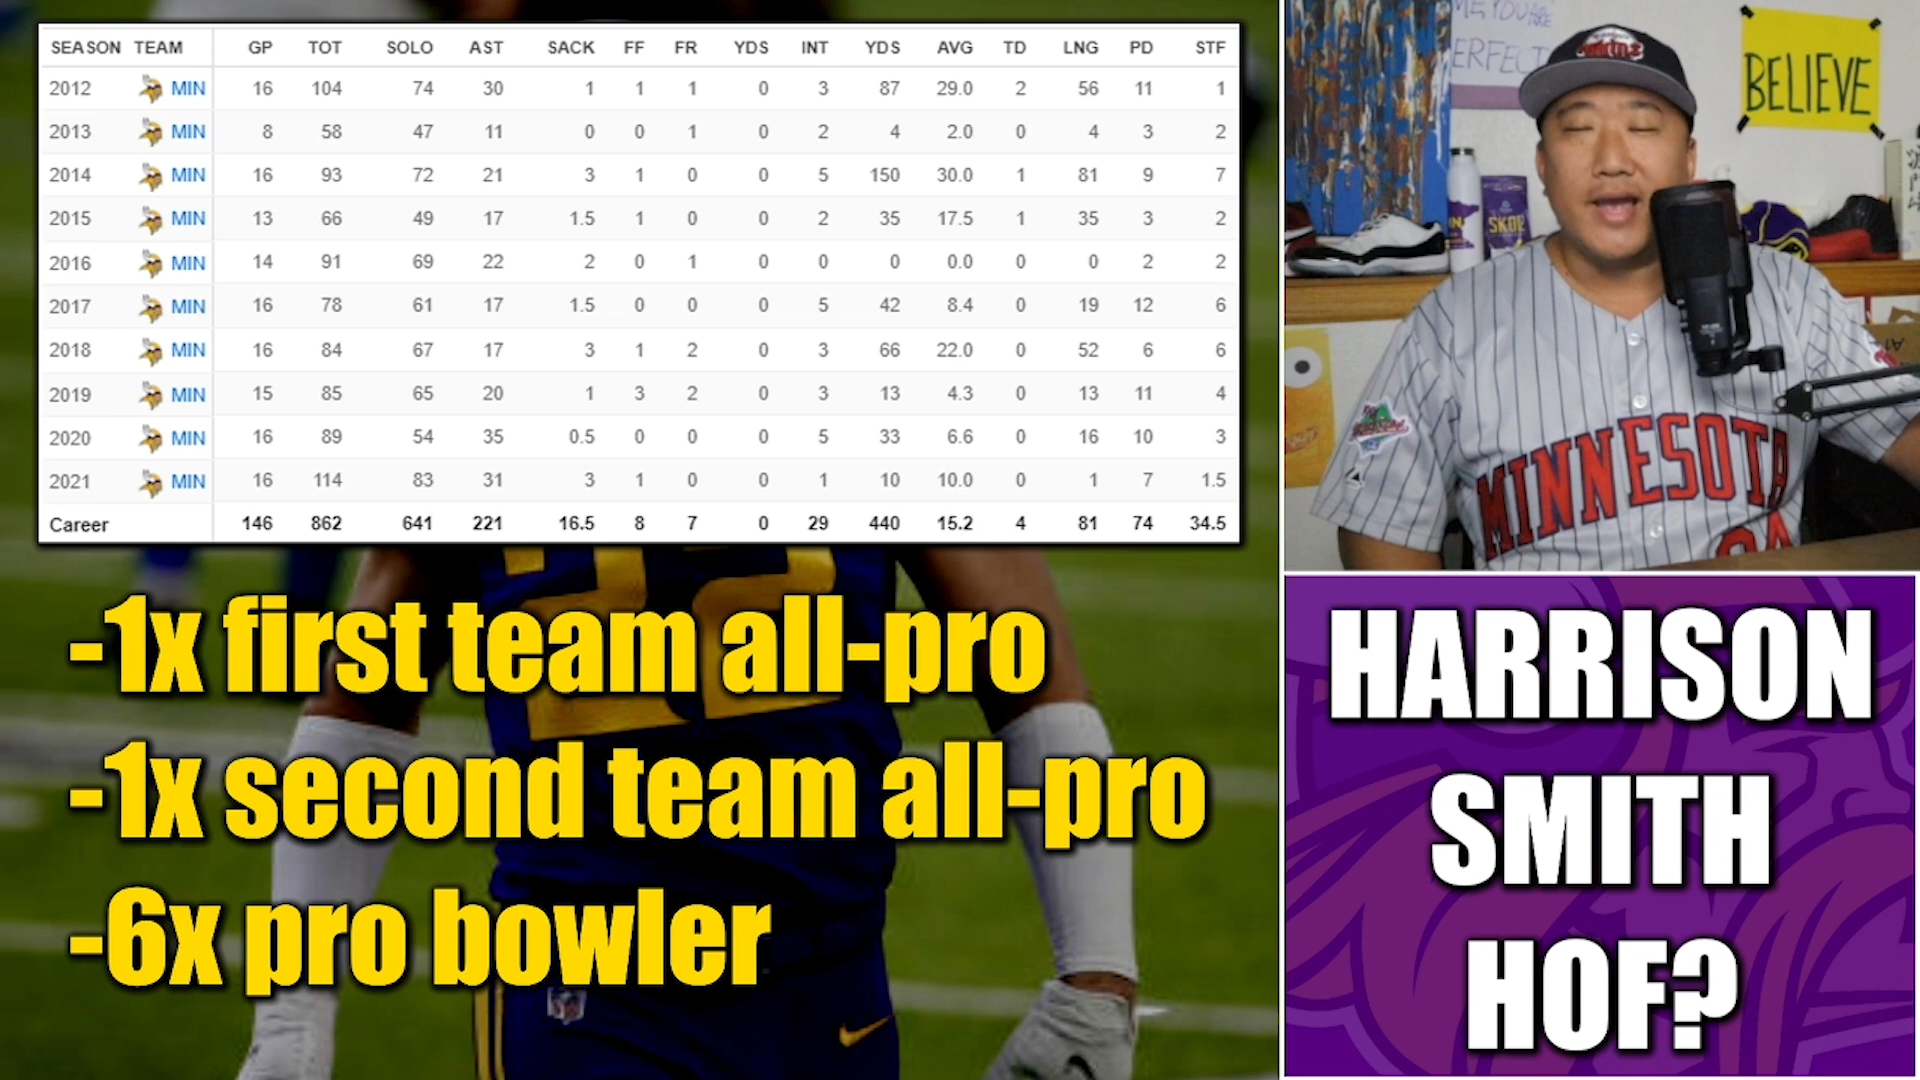 SEASON TEAM GP TOT SOLO AST SACK FF FR YDS INT YDS AVG TD LNG PD STF
2012 MIN 16 104 74 30 1 1 1 0 3 87 29.0 2 56 11 1
2013 MIN 8 58 47 11 0 0 1 0 2 4 2.0 0 4 3 2
2014 MIN 16 93 72 21 3 1 0 0 5 150 30.0 1 81 9 7
2015 MIN 13 66 49 17 1.5 1 0 0 2 35 17.5 1 35 3 2
2016 MIN 14 91 69 22 2 0 1 0 0 0 0.0 0 0 2 2
2017 MIN 16 78 61 17 1.5 0 0 0 5 42 8.4 0 19 12 6
2018 MIN 16 84 67 17 3 1 2 0 3 66 22.0 0 52 6 6
2019 MIN 15 85 65 20 1 3 2 0 3 13 4.3 0 13 11 4
2020 MIN 16 89 54 35 0.5 0 0 0 5 33 6.6 0 16 10 3
2021 MIN 16 114 83 31 3 1 0 0 1 10 10.0 0 1 7 1.5
Career 146 862 641 221 16.5 8 7 0 29 440 15.2 4 81 74 34.5
-1x first team all-pro
-1x second team all-pro
-6x pro bowler
NFL
BELIEVE
SKOL
MINNESOTA
HARRISON
SMITH
HOF?